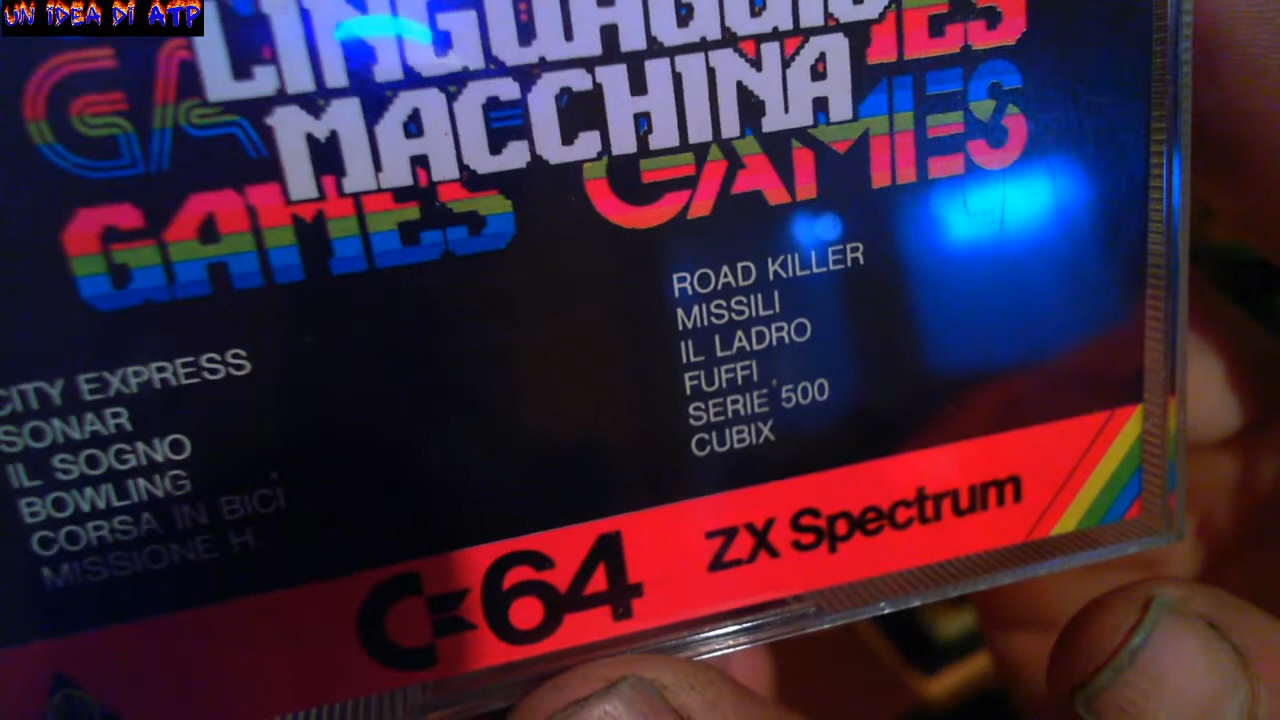 UN IDEA DI ATP
LINGUAGGIO
MACCHINA
GAMES
GAMES
CITY EXPRESS
SONAR
IL SOGNO
BOWLING
CORSA IN BICI
MISSIONE H.
ROAD KILLER
MISSILI
IL LADRO
FUFFI
SERIE '500
CUBIX
C=64
ZX Spectrum